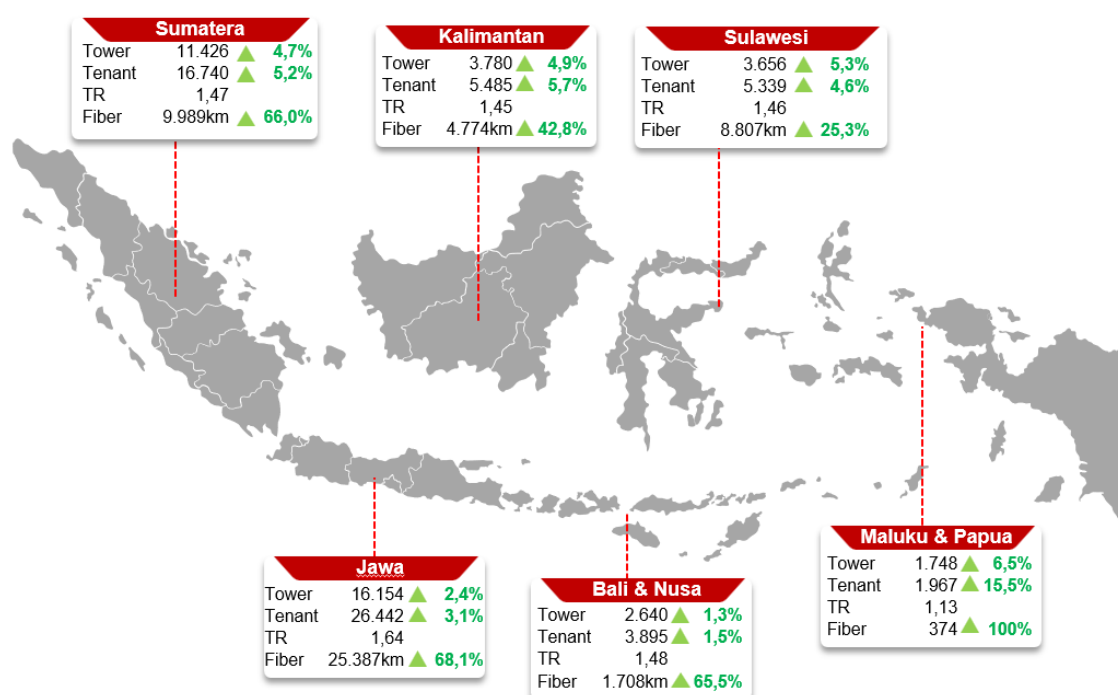 Sumatera
Tower 11.426 4,7%
Tenant 16.740 5,2%
TR 1,47
Fiber 9.989km 66,0%
Kalimantan
Tower 3.780 4,9%
Tenant 5.485 5,7%
TR 1,45
Fiber 4.774km 42,8%
Sulawesi
Tower 3.656 5,3%
Tenant 5.339 4,6%
TR 1,46
Fiber 8.807km 25,3%
Jawa
Tower 16.154 2,4%
Tenant 26.442 3,1%
TR 1,64
Fiber 25.387km 68,1%
Bali & Nusa
Tower 2.640 1,3%
Tenant 3.895 1,5%
TR 1,48
Fiber 1.708km 65,5%
Maluku & Papua
Tower 1.748 6,5%
Tenant 1.967 15,5%
TR 1,13
Fiber 374 100%